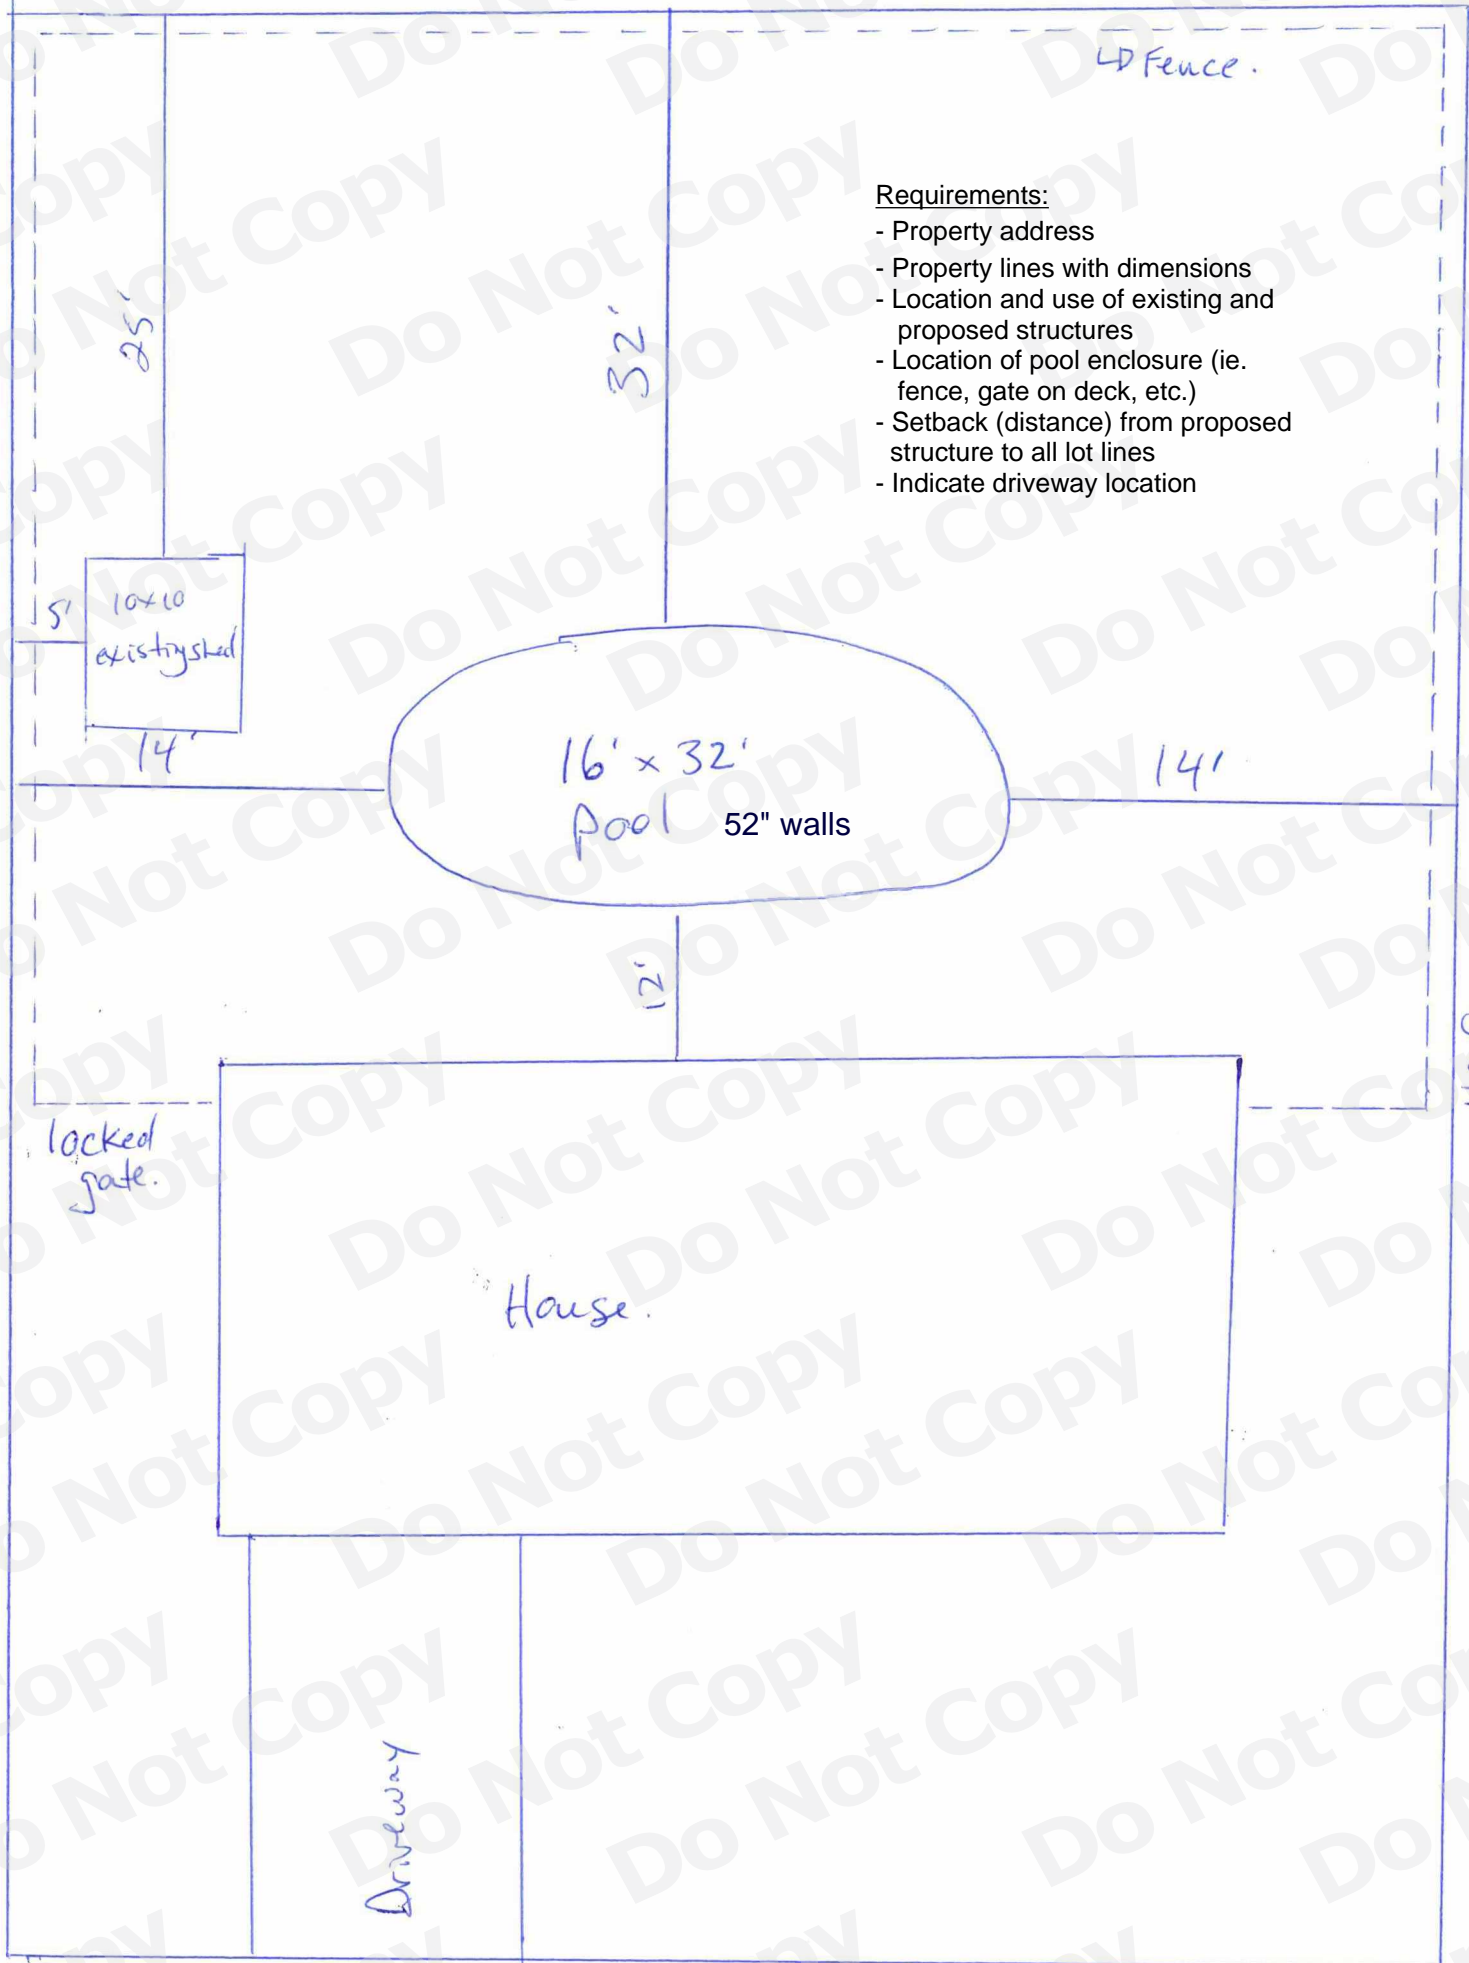 LD Fence.
Requirements:
- Property address
- Property lines with dimensions
- Location and use of existing and
proposed structures
- Location of pool enclosure (ie.
fence, gate on deck, etc.)
- Setback (distance) from proposed
structure to all lot lines
- Indicate driveway location
25'
32'
5'
10x10
existing shed
14'
16' x 32'
pool
52" walls
14'
12'
locked
gate.
House.
Driveway
Do Not Copy